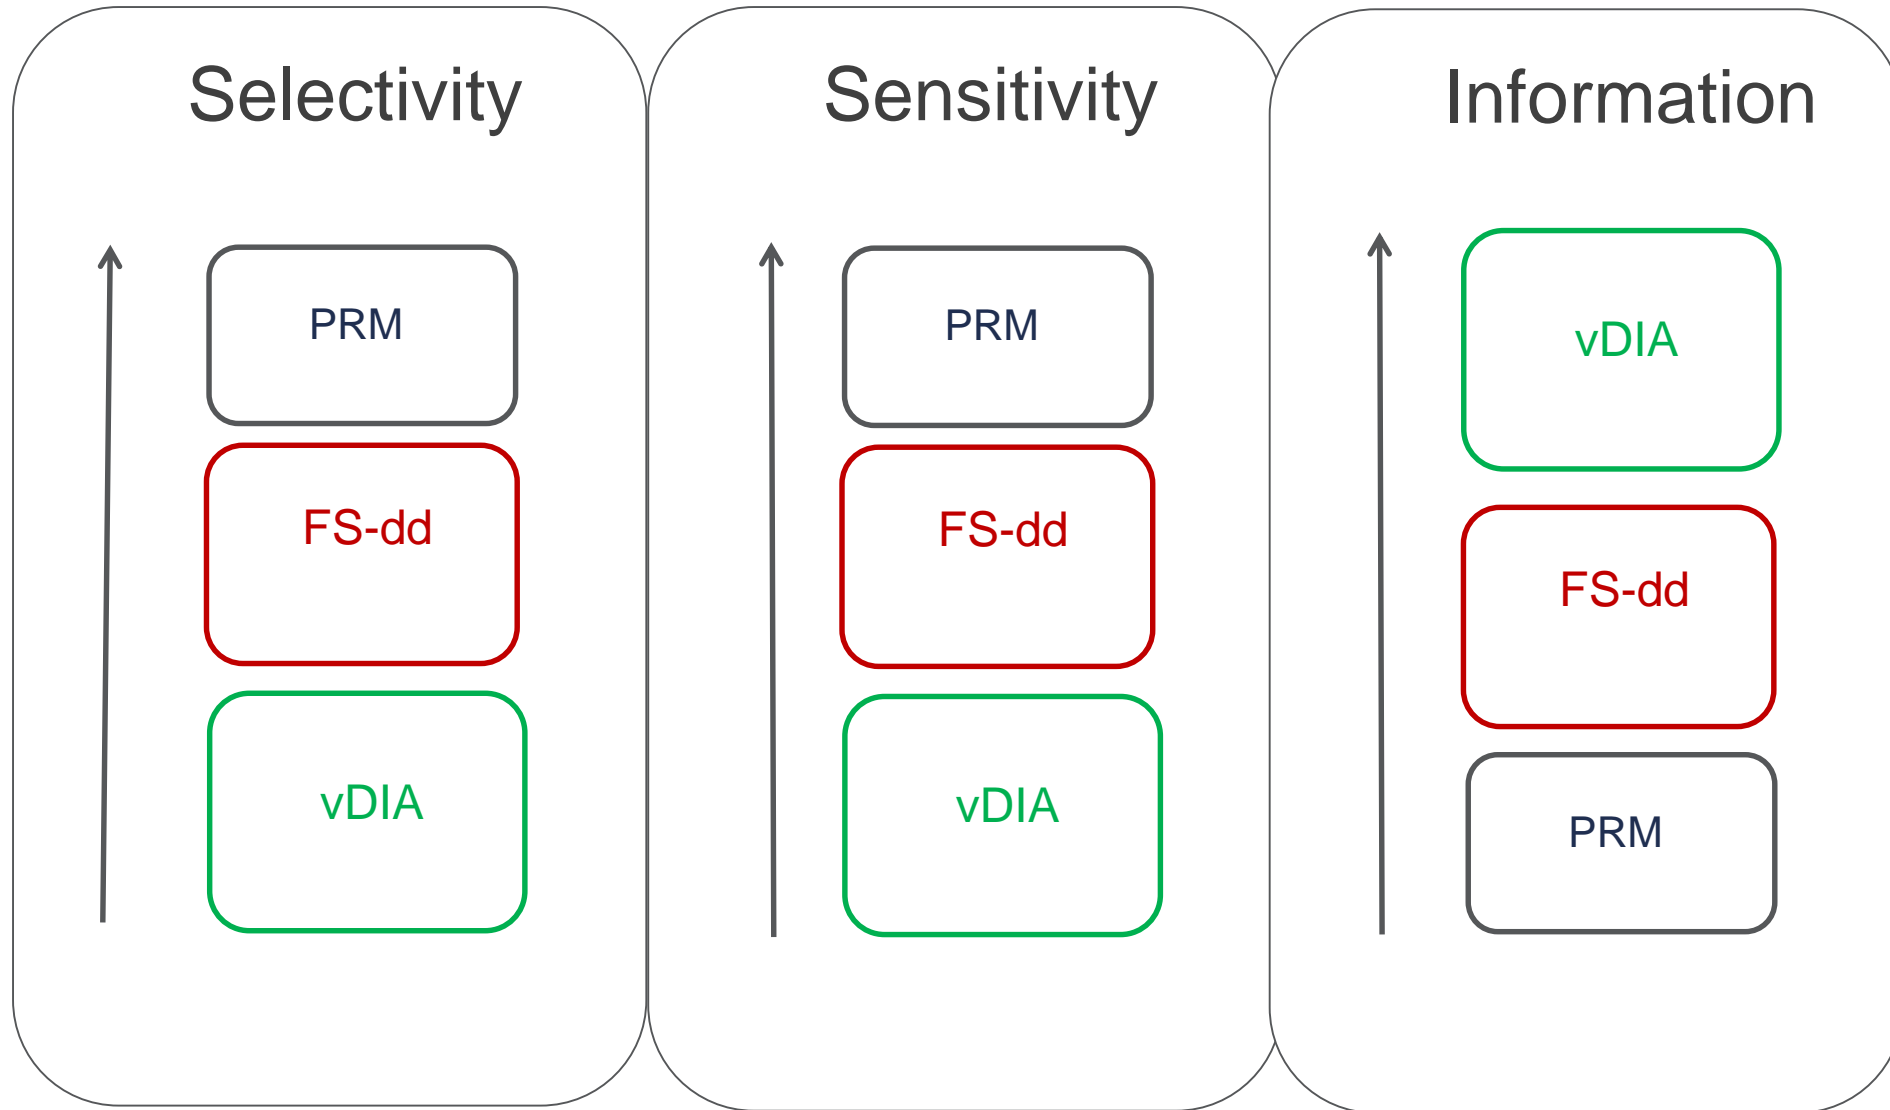 Selectivity
PRM
FS-dd
vDIA
Sensitivity
PRM
FS-dd
vDIA
Information
vDIA
FS-dd
PRM